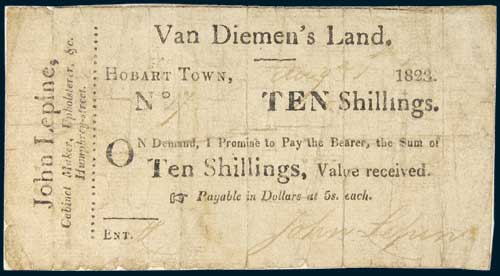 Van Diemen's Land.
HOBART TOWN, Augt 1823.
No 17 TEN Shillings.
ON DEMAND, I Promise to Pay the Bearer, the Sum of
Ten Shillings, Value received.
☞ Payable in Dollars at 5s. each.
ENT.
John Lepine
John Lepine,
Cabinet Maker, Upholsterer, &c.
Humphrey-street.